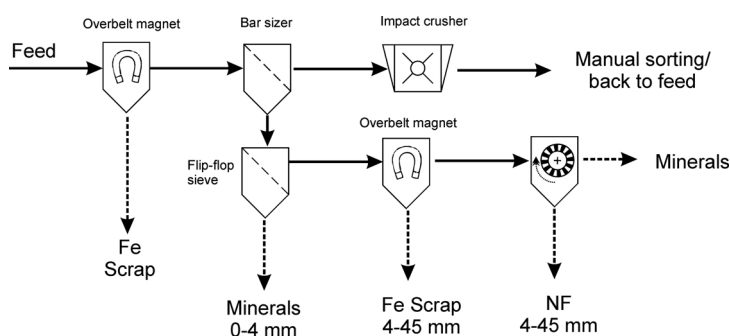 Overbelt magnet
Bar sizer
Impact crusher
Feed
Manual sorting/
back to feed
Overbelt magnet
Flip-flop
sieve
Minerals
Fe
Scrap
Minerals
0-4 mm
Fe Scrap
4-45 mm
NF
4-45 mm